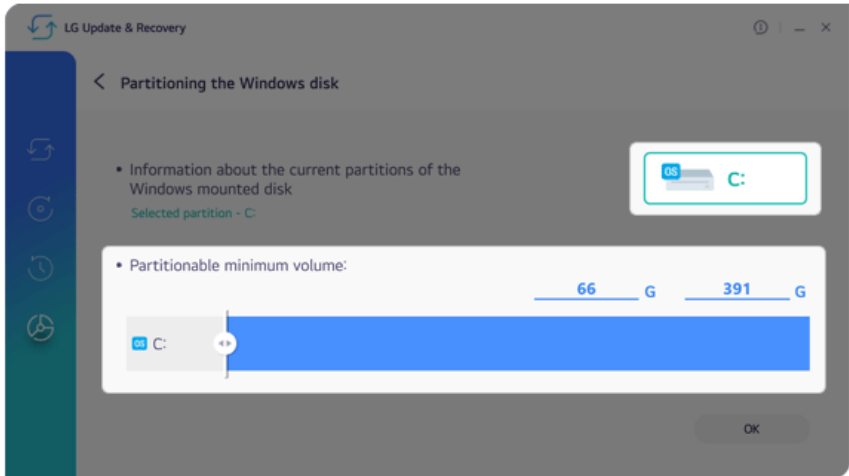 LG Update & Recovery
Partitioning the Windows disk
• Information about the current partitions of the
Windows mounted disk
Selected partition - C:
OS C:
• Partitionable minimum volume:
66 G 391 G
OS C:
OK